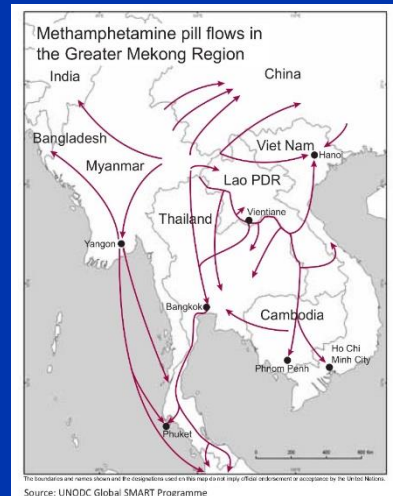 Methamphetamine pill flows in
the Greater Mekong Region
India
China
Bangladesh
Viet Nam
Hano
Myanmar
Lao PDR
Thailand
Vientiane
Yangon
Bangkok
Cambodia
Ho Chi
Minh City
Phnom Penh
Phuket
The boundaries and names shown and the designations used on this map do not imply official endorsement or acceptance by the United Nations.
Source: UNODC Global SMART Programme